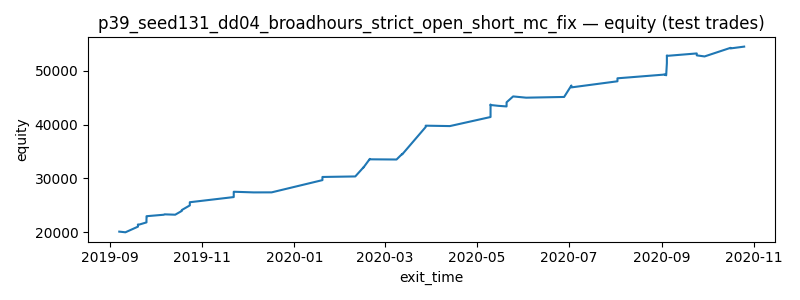 p39_seed131_dd04_broadhours_strict_open_short_mc_fix — equity (test trades)
equity
50000
40000
30000
20000
2019-09 2019-11 2020-01 2020-03 2020-05 2020-07 2020-09 2020-11
exit_time